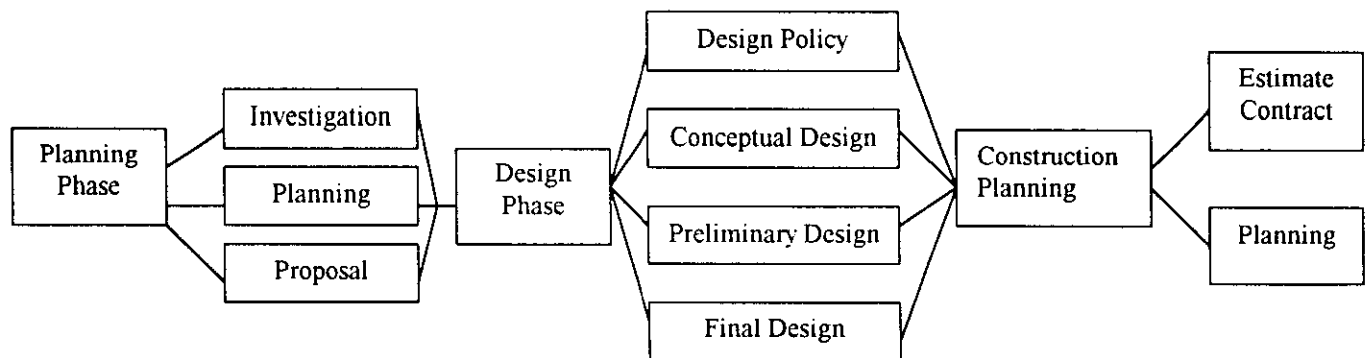 Planning
Phase
Investigation
Planning
Proposal
Design
Phase
Design Policy
Conceptual Design
Preliminary Design
Final Design
Construction
Planning
Estimate
Contract
Planning